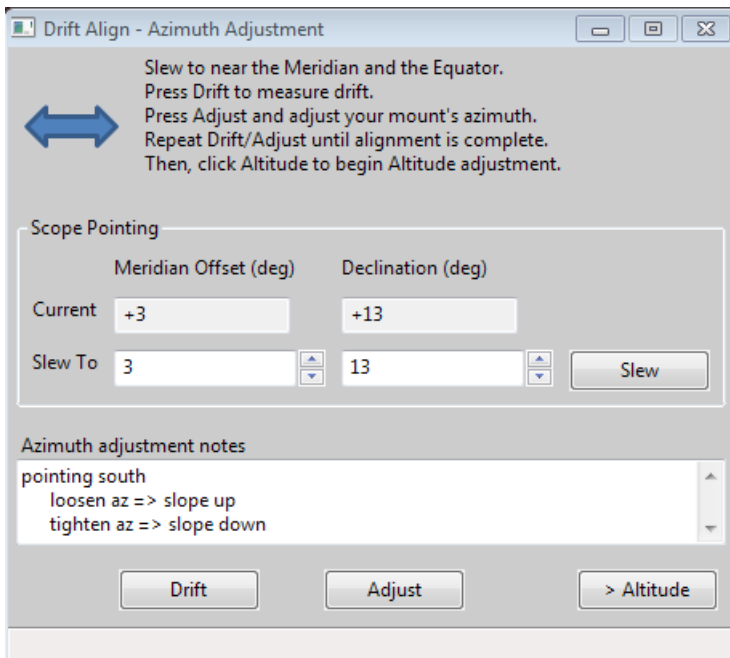 Drift Align - Azimuth Adjustment
Slew to near the Meridian and the Equator.
Press Drift to measure drift.
Press Adjust and adjust your mount's azimuth.
Repeat Drift/Adjust until alignment is complete.
Then, click Altitude to begin Altitude adjustment.
Scope Pointing
Meridian Offset (deg) Declination (deg)
Current +3 +13
Slew To 3 13 Slew
Azimuth adjustment notes
pointing south
loosen az => slope up
tighten az => slope down
Drift Adjust > Altitude